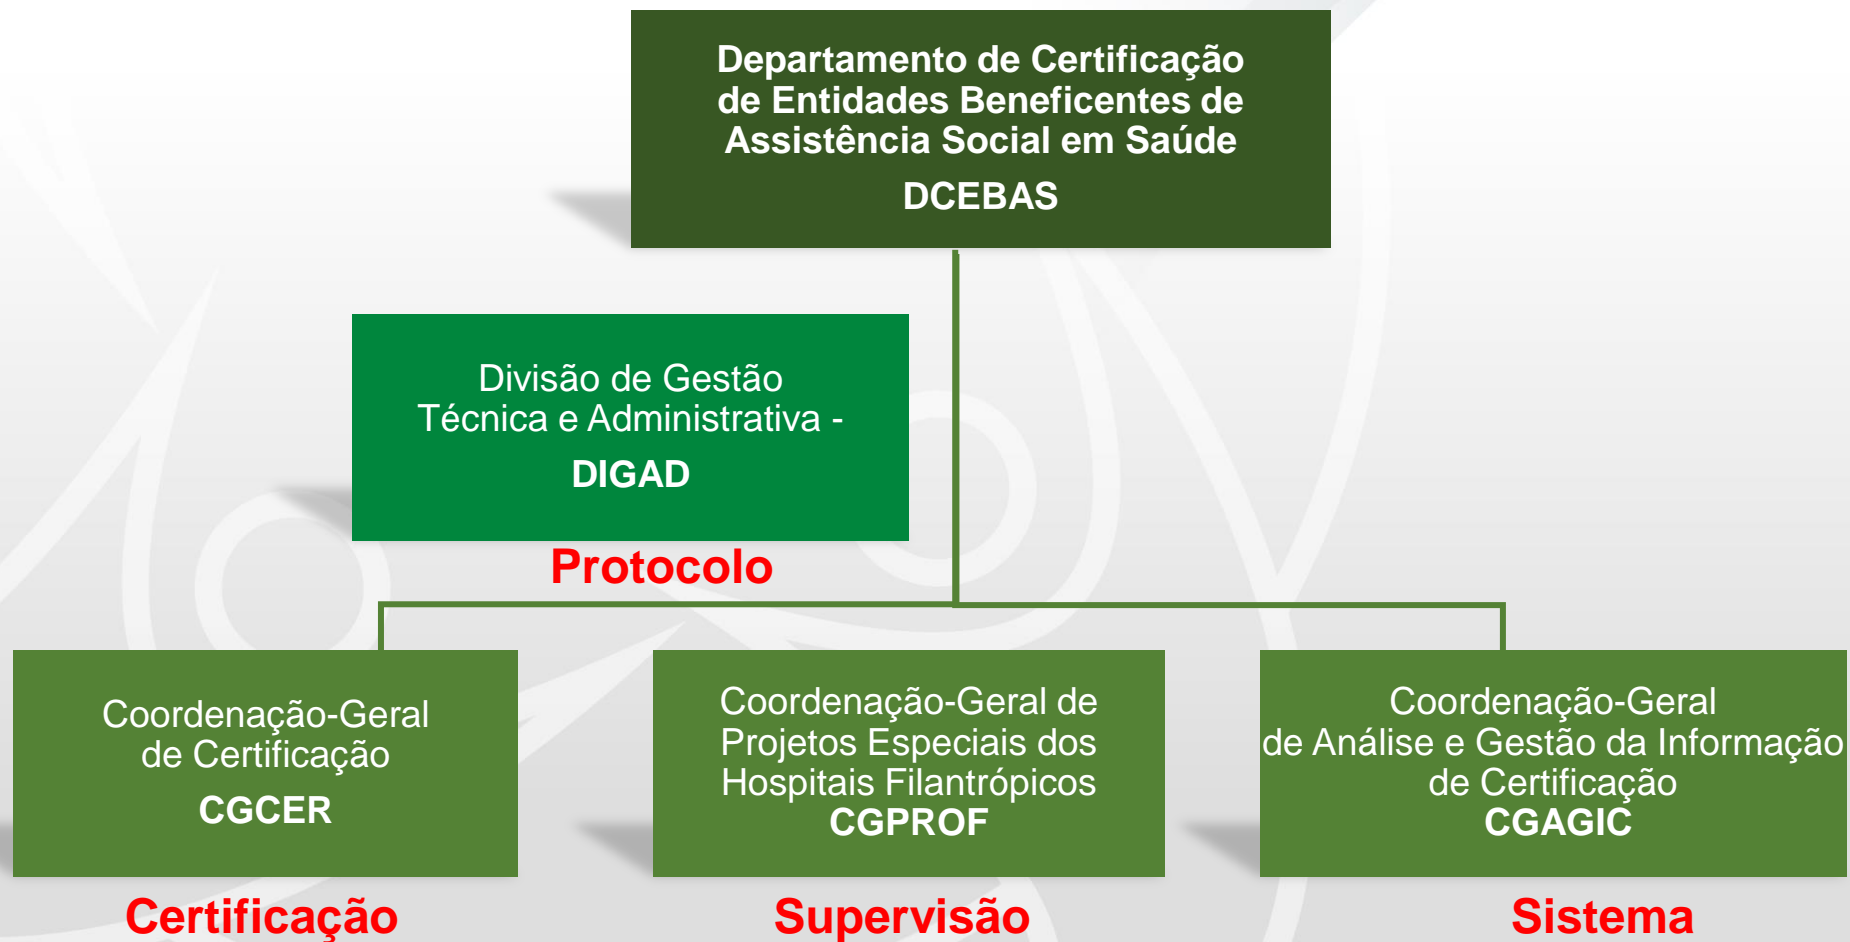 Departamento de Certificação
de Entidades Beneficentes de
Assistência Social em Saúde
DCEBAS
Divisão de Gestão
Técnica e Administrativa -
DIGAD
Protocolo
Coordenação-Geral
de Certificação
CGCER
Certificação
Coordenação-Geral de
Projetos Especiais dos
Hospitais Filantrópicos
CGPROF
Supervisão
Coordenação-Geral
de Análise e Gestão da Informação
de Certificação
CGAGIC
Sistema